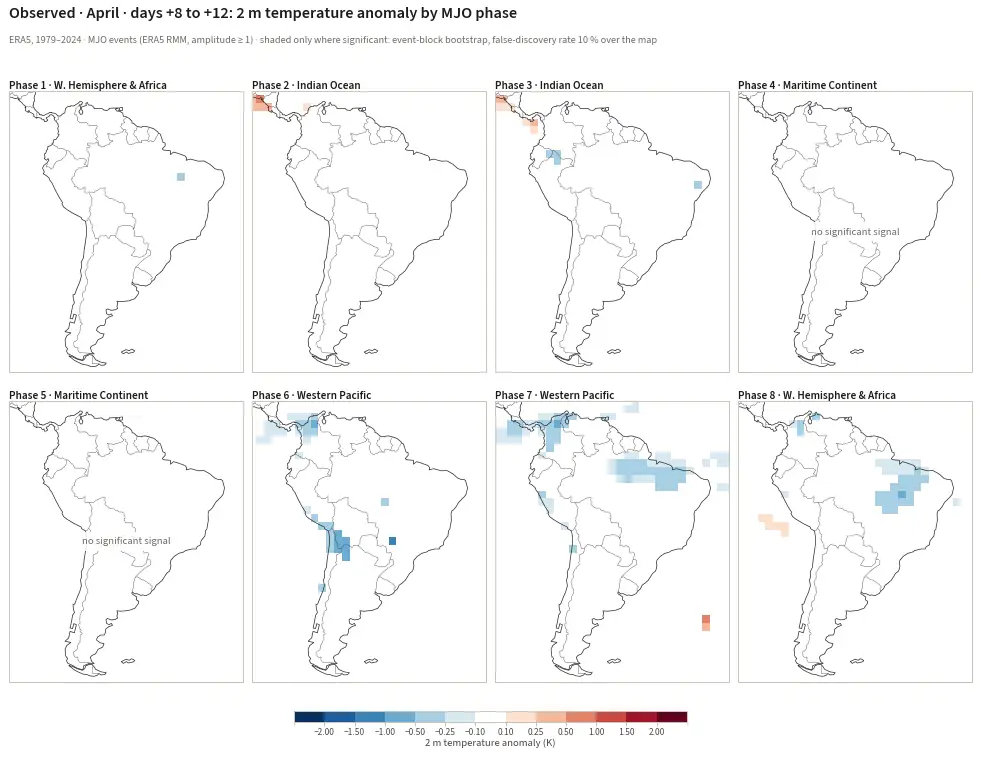 Observed · April · days +8 to +12: 2 m temperature anomaly by MJO phase
ERA5, 1979–2024 · MJO events (ERA5 RMM, amplitude ≥ 1) · shaded only where significant: event-block bootstrap, false-discovery rate 10 % over the map
Phase 1 · W. Hemisphere & Africa
Phase 2 · Indian Ocean
Phase 3 · Indian Ocean
Phase 4 · Maritime Continent
no significant signal
Phase 5 · Maritime Continent
Phase 6 · Western Pacific
Phase 7 · Western Pacific
Phase 8 · W. Hemisphere & Africa
no significant signal
−2.00 −1.50 −1.00 −0.50 −0.25 −0.10 0.10 0.25 0.50 1.00 1.50 2.00
2 m temperature anomaly (K)